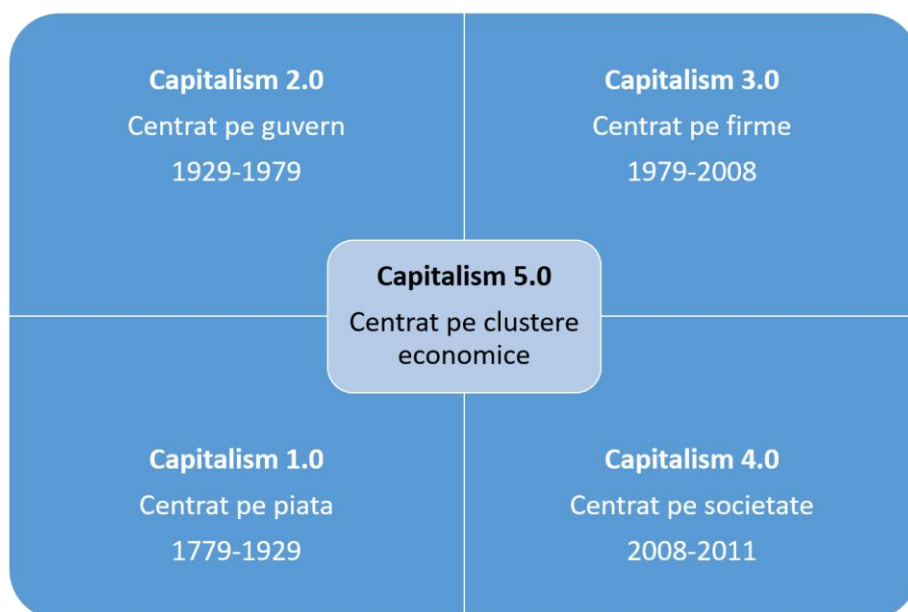 Capitalism 2.0
Centrat pe guvern
1929-1979
Capitalism 3.0
Centrat pe firme
1979-2008
Capitalism 5.0
Centrat pe clustere
economice
Capitalism 1.0
Centrat pe piata
1779-1929
Capitalism 4.0
Centrat pe societate
2008-2011